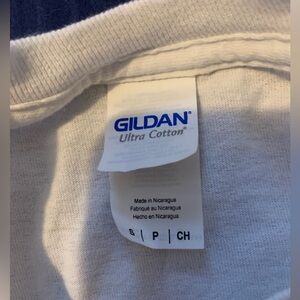 GILDAN®
Ultra Cotton®
Made in Nicaragua
Fabriqué au Nicaragua
Hecho en Nicaragua
S | P | CH